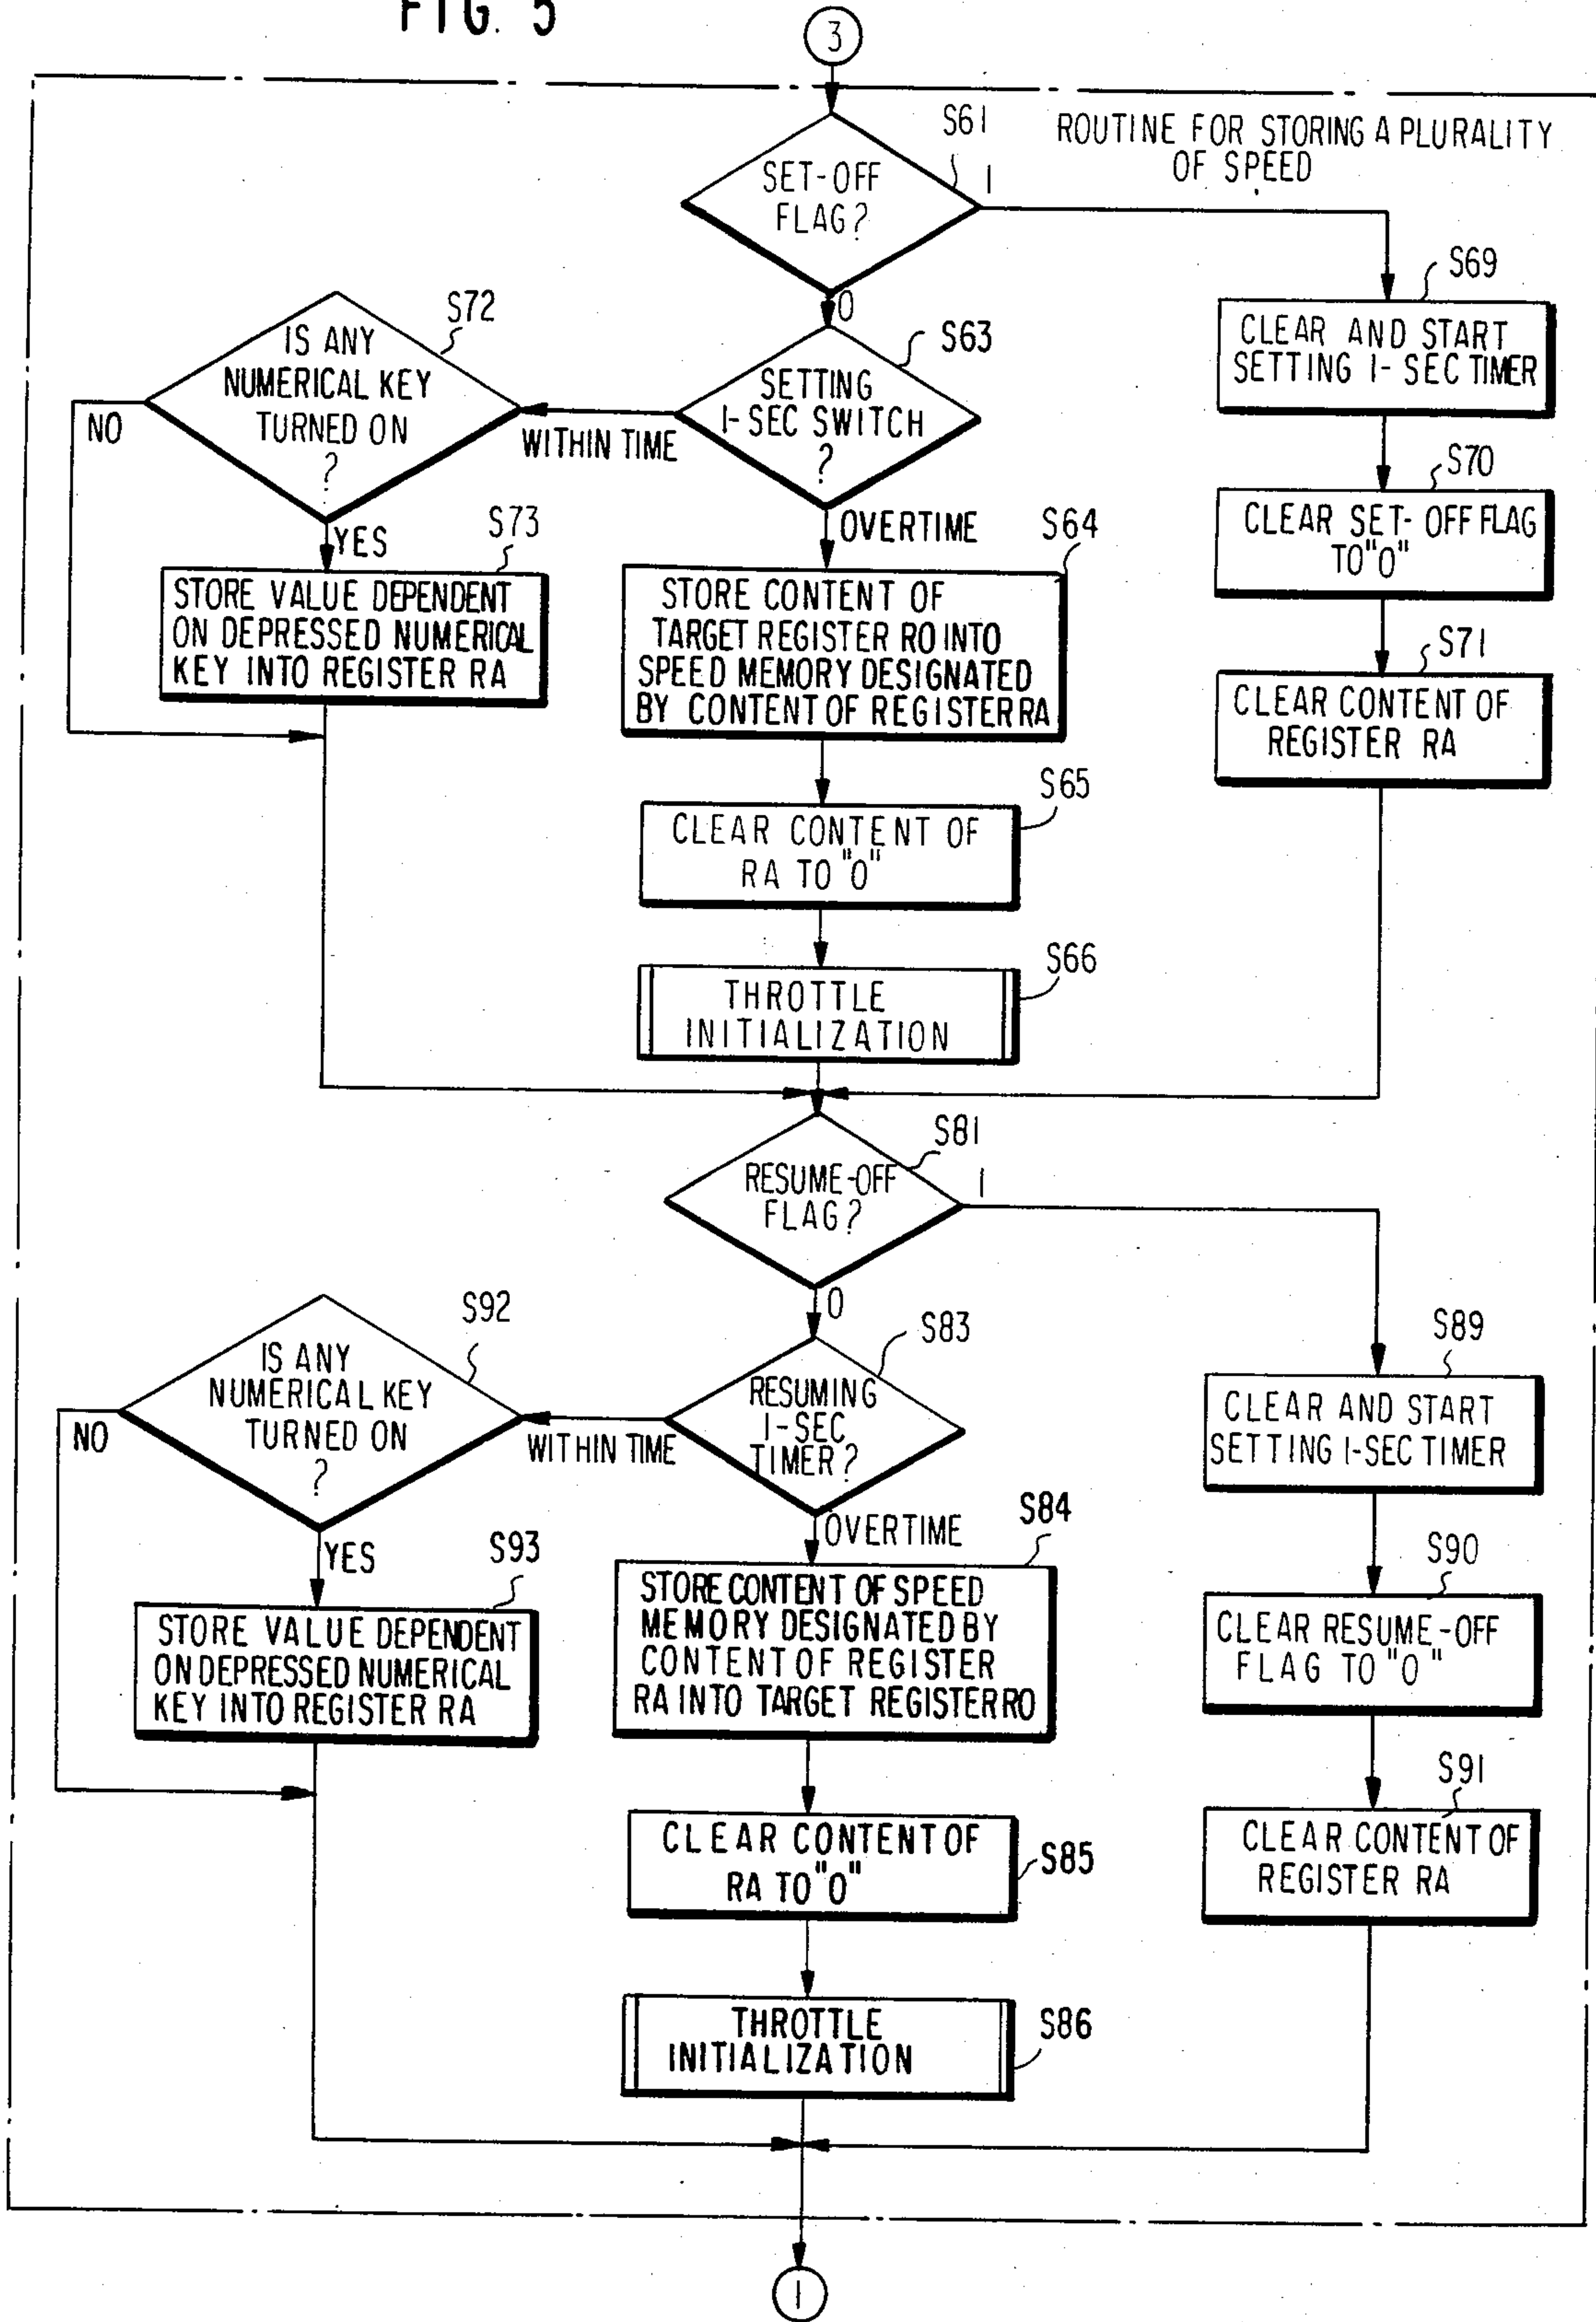 FIG. 5
3
S61
ROUTINE FOR STORING A PLURALITY
OF SPEED
SET-OFF
FLAG?
1
0
S69
CLEAR AND START
SETTING 1-SEC TIMER
S72
IS ANY
NUMERICAL KEY
TURNED ON
?
NO
YES
S63
SETTING
1-SEC SWITCH
?
WITHIN TIME
OVERTIME
S70
CLEAR SET-OFF FLAG
TO "0"
S73
STORE VALUE DEPENDENT
ON DEPRESSED NUMERICAL
KEY INTO REGISTER RA
S64
STORE CONTENT OF
TARGET REGISTER RO INTO
SPEED MEMORY DESIGNATED
BY CONTENT OF REGISTER RA
S71
CLEAR CONTENT OF
REGISTER RA
S65
CLEAR CONTENT OF
RA TO "0"
S66
THROTTLE
INITIALIZATION
S81
RESUME-OFF
FLAG?
1
0
S92
IS ANY
NUMERICAL KEY
TURNED ON
?
NO
YES
S83
RESUMING
1-SEC
TIMER?
WITHIN TIME
OVERTIME
S89
CLEAR AND START
SETTING 1-SEC TIMER
S93
STORE VALUE DEPENDENT
ON DEPRESSED NUMERICAL
KEY INTO REGISTER RA
S84
STORE CONTENT OF SPEED
MEMORY DESIGNATED BY
CONTENT OF REGISTER
RA INTO TARGET REGISTER RO
S90
CLEAR RESUME-OFF
FLAG TO "0"
S85
CLEAR CONTENT OF
RA TO "0"
S91
CLEAR CONTENT OF
REGISTER RA
S86
THROTTLE
INITIALIZATION
1